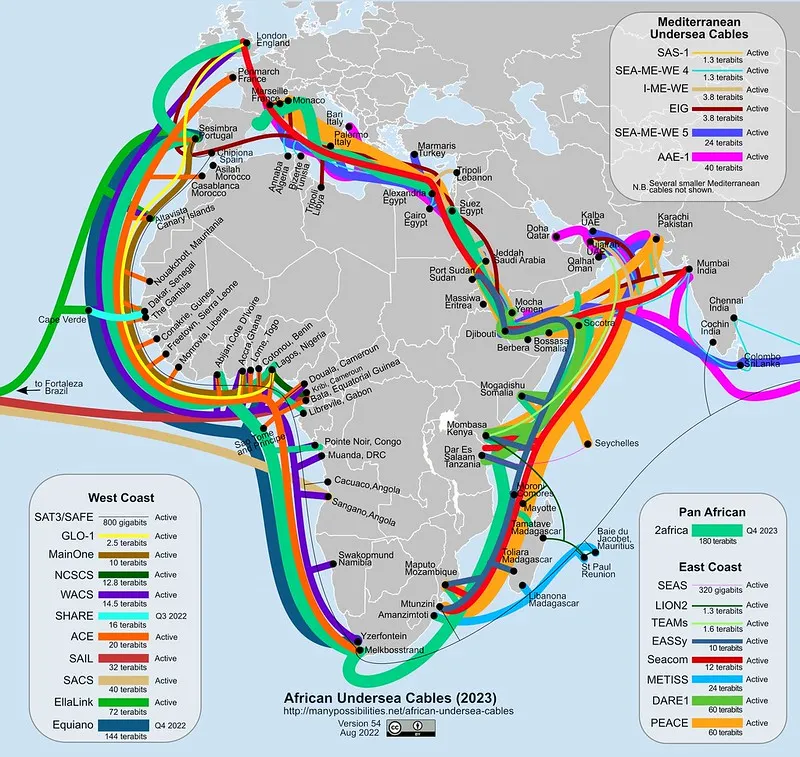 Mediterranean
Undersea Cables
SAS-1 Active
1.3 terabits
SEA-ME-WE 4 Active
1.3 terabits
I-ME-WE Active
3.8 terabits
EIG Active
3.8 terabits
SEA-ME-WE 5 Active
24 terabits
AAE-1 Active
40 terabits
N.B. Several smaller Mediterranean
cables not shown.
London
England
Penmarch
France
Marseille
France
Monaco
Bari
Italy
Palermo
Italy
Sesimbra
Portugal
Chipiona
Spain
Asilah
Morocco
Casablanca
Morocco
Annaba
Algeria
Bizerte
Tunisia
Tripoli
Libya
Marmaris
Turkey
Tripoli
Lebanon
Alexandria
Egypt
Cairo
Egypt
Suez
Egypt
Altavista
Canary Islands
Doha
Qatar
Kalba
UAE
Fujairah
UAE
Qalhat
Oman
Karachi
Pakistan
Mumbai
India
Chennai
India
Cochin
India
Colombo
Sri Lanka
Jeddah
Saudi Arabia
Port Sudan
Sudan
Massiwa
Eritrea
Mocha
Yemen
Djibouti
Berbera
Bossasa
Somalia
Socotra
Nouakchott, Mauritania
Dakar, Senegal
The Gambia
Cape Verde
Conakrie, Guinea
Freetown, Sierra Leone
Monrovia, Liberia
Abijan,Cote D'Ivoire
Accra,Ghana
Lome, Togo
Cotonou, Benin
Lagos, Nigeria
Douala, Cameroun
Kribi, Cameroun
Bata, Equatorial Guinea
Libreville, Gabon
to Fortaleza
Brazil
Sao Tome
and Principe
Pointe Noir, Congo
Muanda, DRC
Cacuaco,Angola
Sangano,Angola
Swakopmund
Namibia
Yzerfontein
Melkbosstrand
Mogadishu
Somalia
Mombasa
Kenya
Dar Es
Salaam
Tanzania
Seychelles
Moroni
Comores
Mayotte
Tamatave
Madagascar
Toliara
Madagascar
Libanona
Madagascar
Baie du
Jacobet,
Mauritius
St Paul
Reunion
Maputo
Mozambique
Mtunzini
Amanzimtoti
West Coast
SAT3/SAFE Active
800 gigabits
GLO-1 Active
2.5 terabits
MainOne Active
10 terabits
NCSCS Active
12.8 terabits
WACS Active
14.5 terabits
SHARE Q3 2022
16 terabits
ACE Active
20 terabits
SAIL Active
32 terabits
SACS Active
40 terabits
EllaLink Active
72 terabits
Equiano Q4 2022
144 terabits
Pan African
2africa Q4 2023
180 terabits
East Coast
SEAS Active
320 gigabits
LION2 Active
1.3 terabits
TEAMs Active
1.6 terabits
EASSy Active
10 terabits
Seacom Active
12 terabits
METISS Active
24 terabits
DARE1 Active
60 terabits
PEACE Active
60 terabits
African Undersea Cables (2023)
http://manypossibilities.net/african-undersea-cables
Version 54
Aug 2022
cc
BY